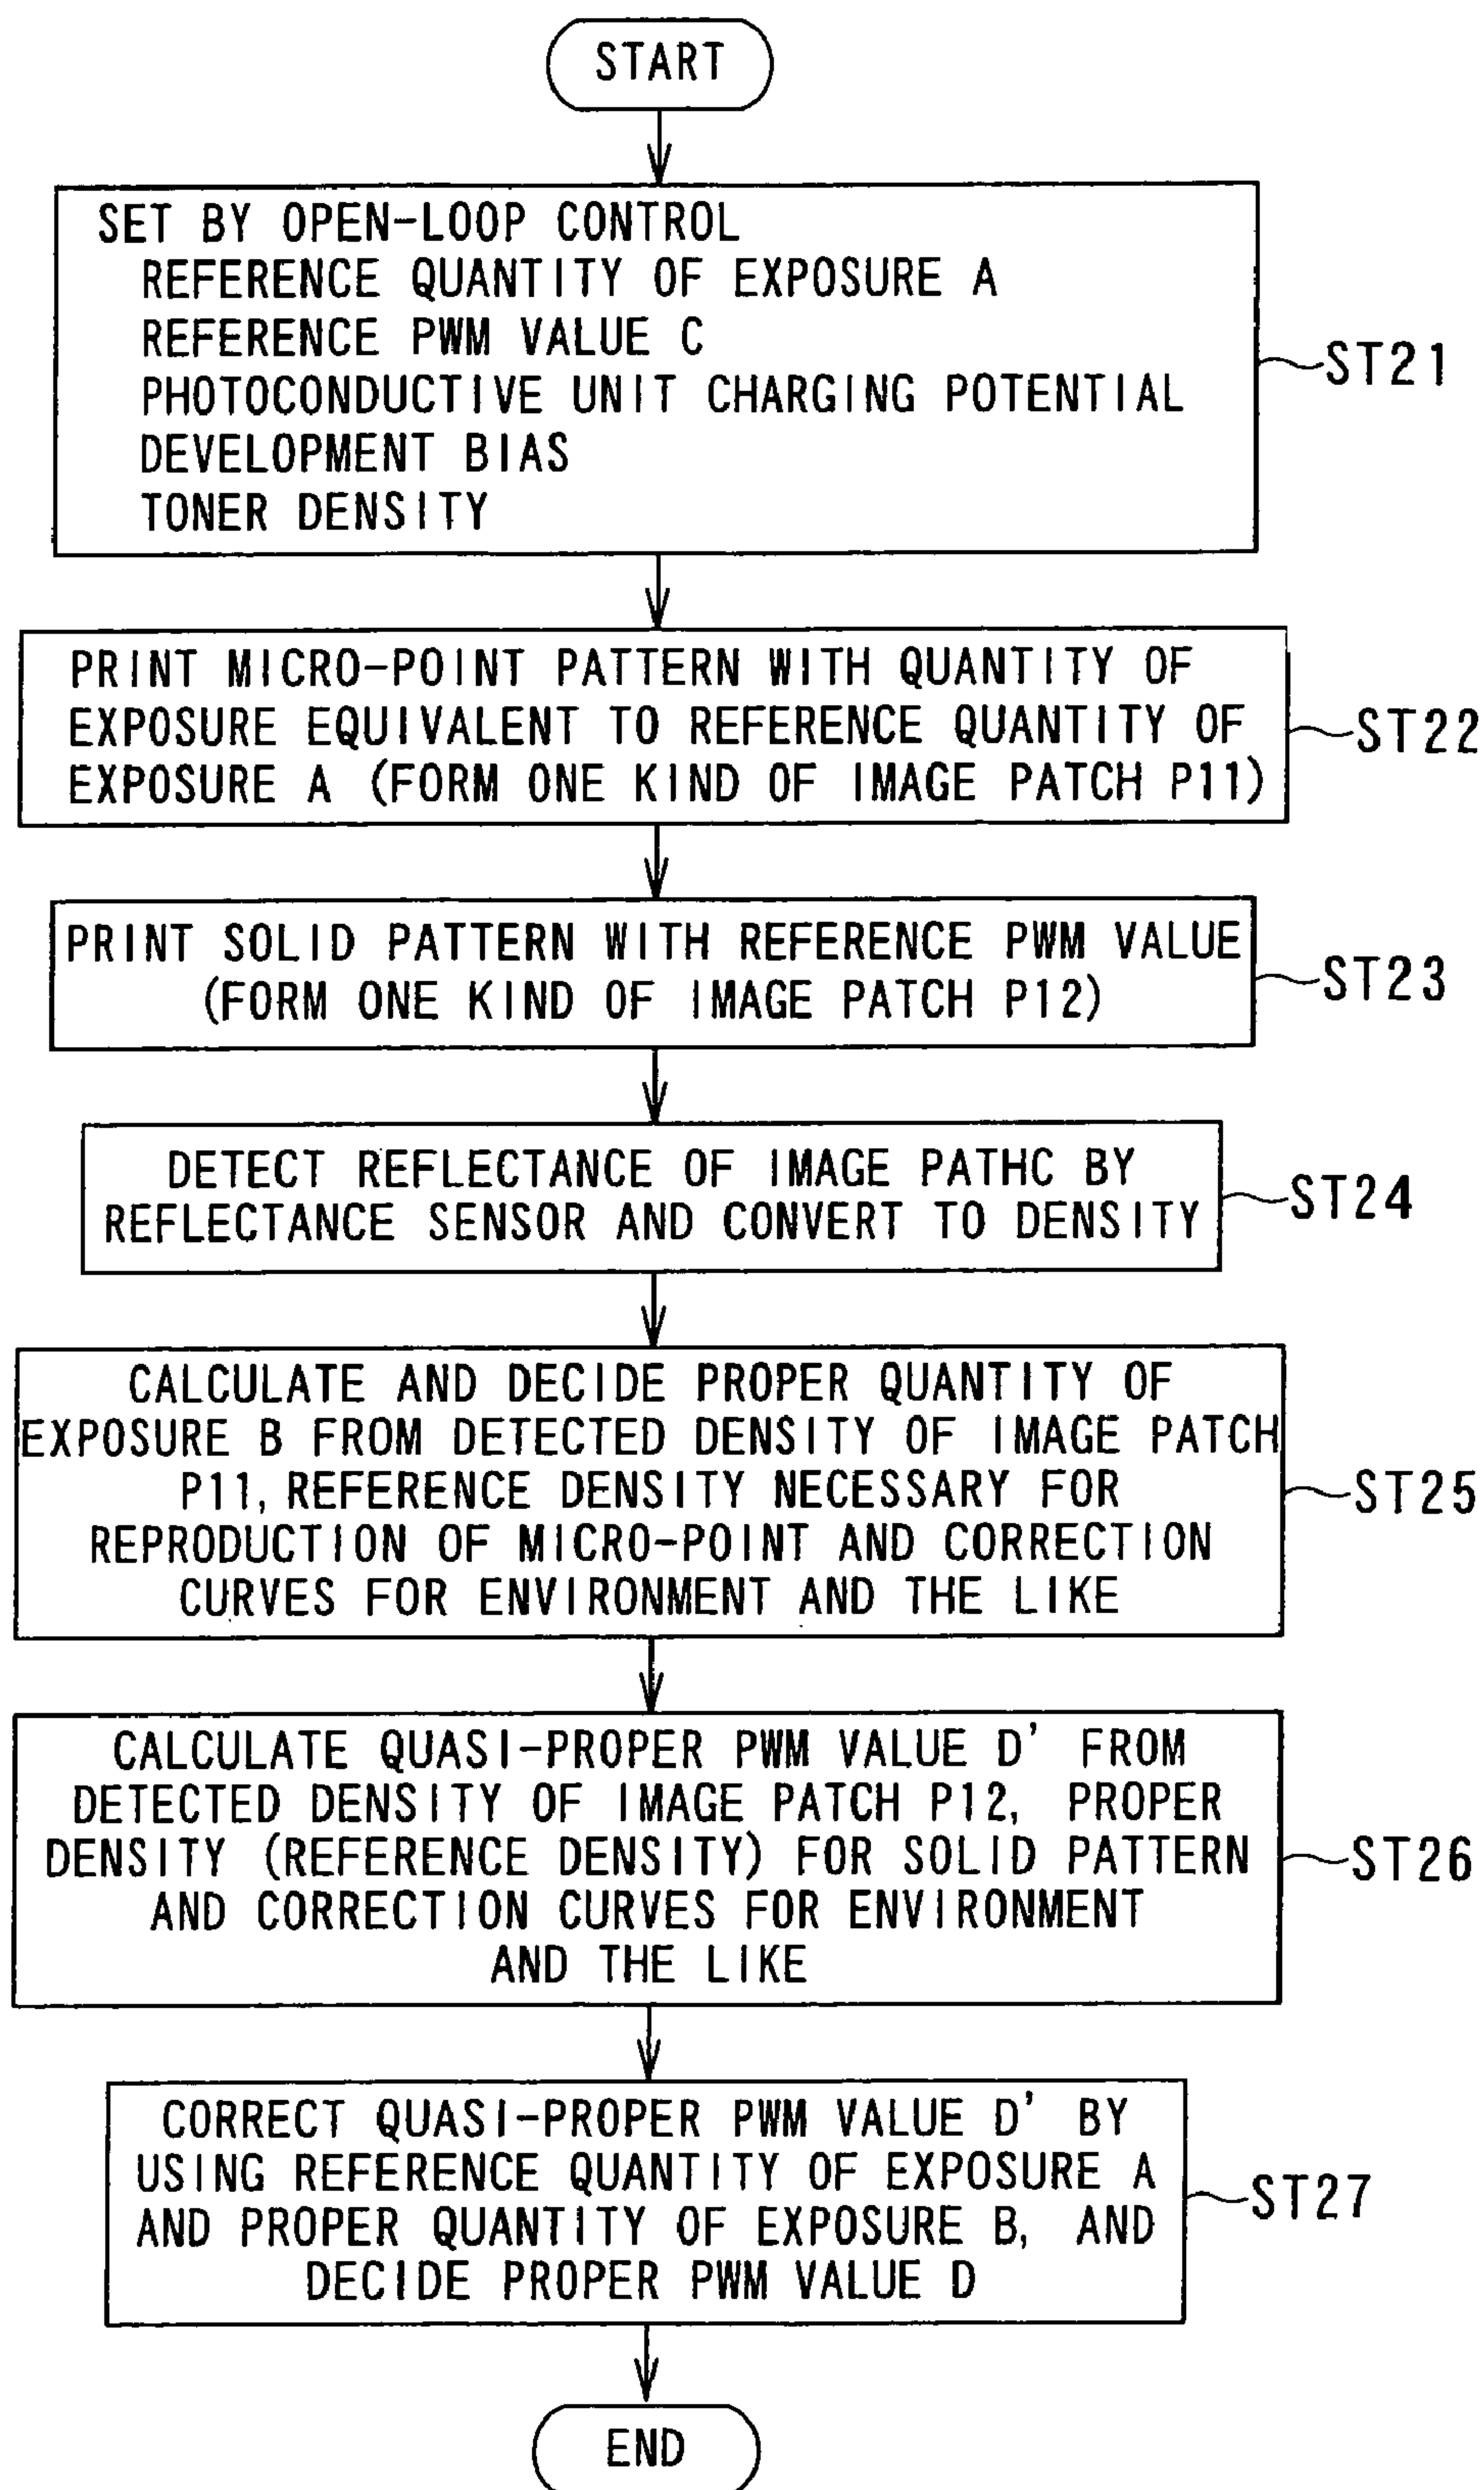 START
SET BY OPEN-LOOP CONTROL
REFERENCE QUANTITY OF EXPOSURE A
REFERENCE PWM VALUE C
PHOTOCONDUCTIVE UNIT CHARGING POTENTIAL
DEVELOPMENT BIAS
TONER DENSITY
ST21
PRINT MICRO-POINT PATTERN WITH QUANTITY OF
EXPOSURE EQUIVALENT TO REFERENCE QUANTITY OF
EXPOSURE A (FORM ONE KIND OF IMAGE PATCH P11)
ST22
PRINT SOLID PATTERN WITH REFERENCE PWM VALUE
(FORM ONE KIND OF IMAGE PATCH P12)
ST23
DETECT REFLECTANCE OF IMAGE PATHC BY
REFLECTANCE SENSOR AND CONVERT TO DENSITY
ST24
CALCULATE AND DECIDE PROPER QUANTITY OF
EXPOSURE B FROM DETECTED DENSITY OF IMAGE PATCH
P11, REFERENCE DENSITY NECESSARY FOR
REPRODUCTION OF MICRO-POINT AND CORRECTION
CURVES FOR ENVIRONMENT AND THE LIKE
ST25
CALCULATE QUASI-PROPER PWM VALUE D' FROM
DETECTED DENSITY OF IMAGE PATCH P12, PROPER
DENSITY (REFERENCE DENSITY) FOR SOLID PATTERN
AND CORRECTION CURVES FOR ENVIRONMENT
AND THE LIKE
ST26
CORRECT QUASI-PROPER PWM VALUE D' BY
USING REFERENCE QUANTITY OF EXPOSURE A
AND PROPER QUANTITY OF EXPOSURE B, AND
DECIDE PROPER PWM VALUE D
ST27
END